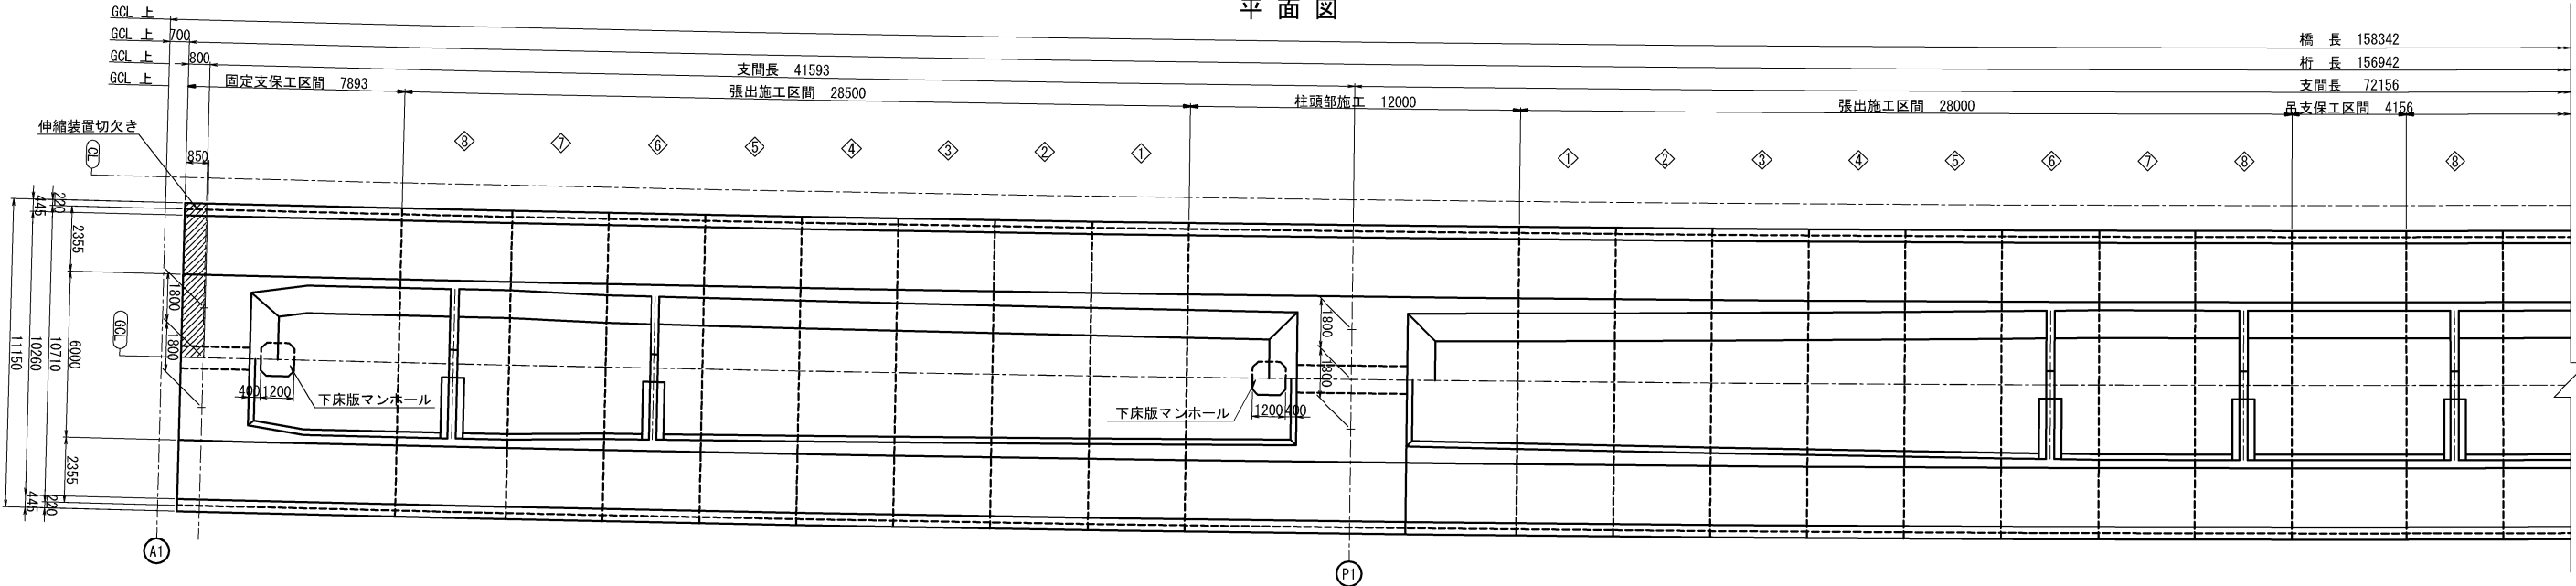 平面図
GCL 上
GCL 上 700
GCL 上 800
GCL 上
橋 長 158342
桁 長 156942
支間長 41593
支間長 72156
固定支保工区間 7893
張出施工区間 28500
柱頭部施工 12000
張出施工区間 28000
吊支保工区間 4156
伸縮装置切欠き
CL
850
8 7 6 5 4 3 2 1
1 2 3 4 5 6 7 8 8
445
220
2355
1800
1800
GCL
11150
10260
10710
6000
2355
445
220
400 1200
下床版マンホール
下床版マンホール
1200 400
1800
1800
A1
P1